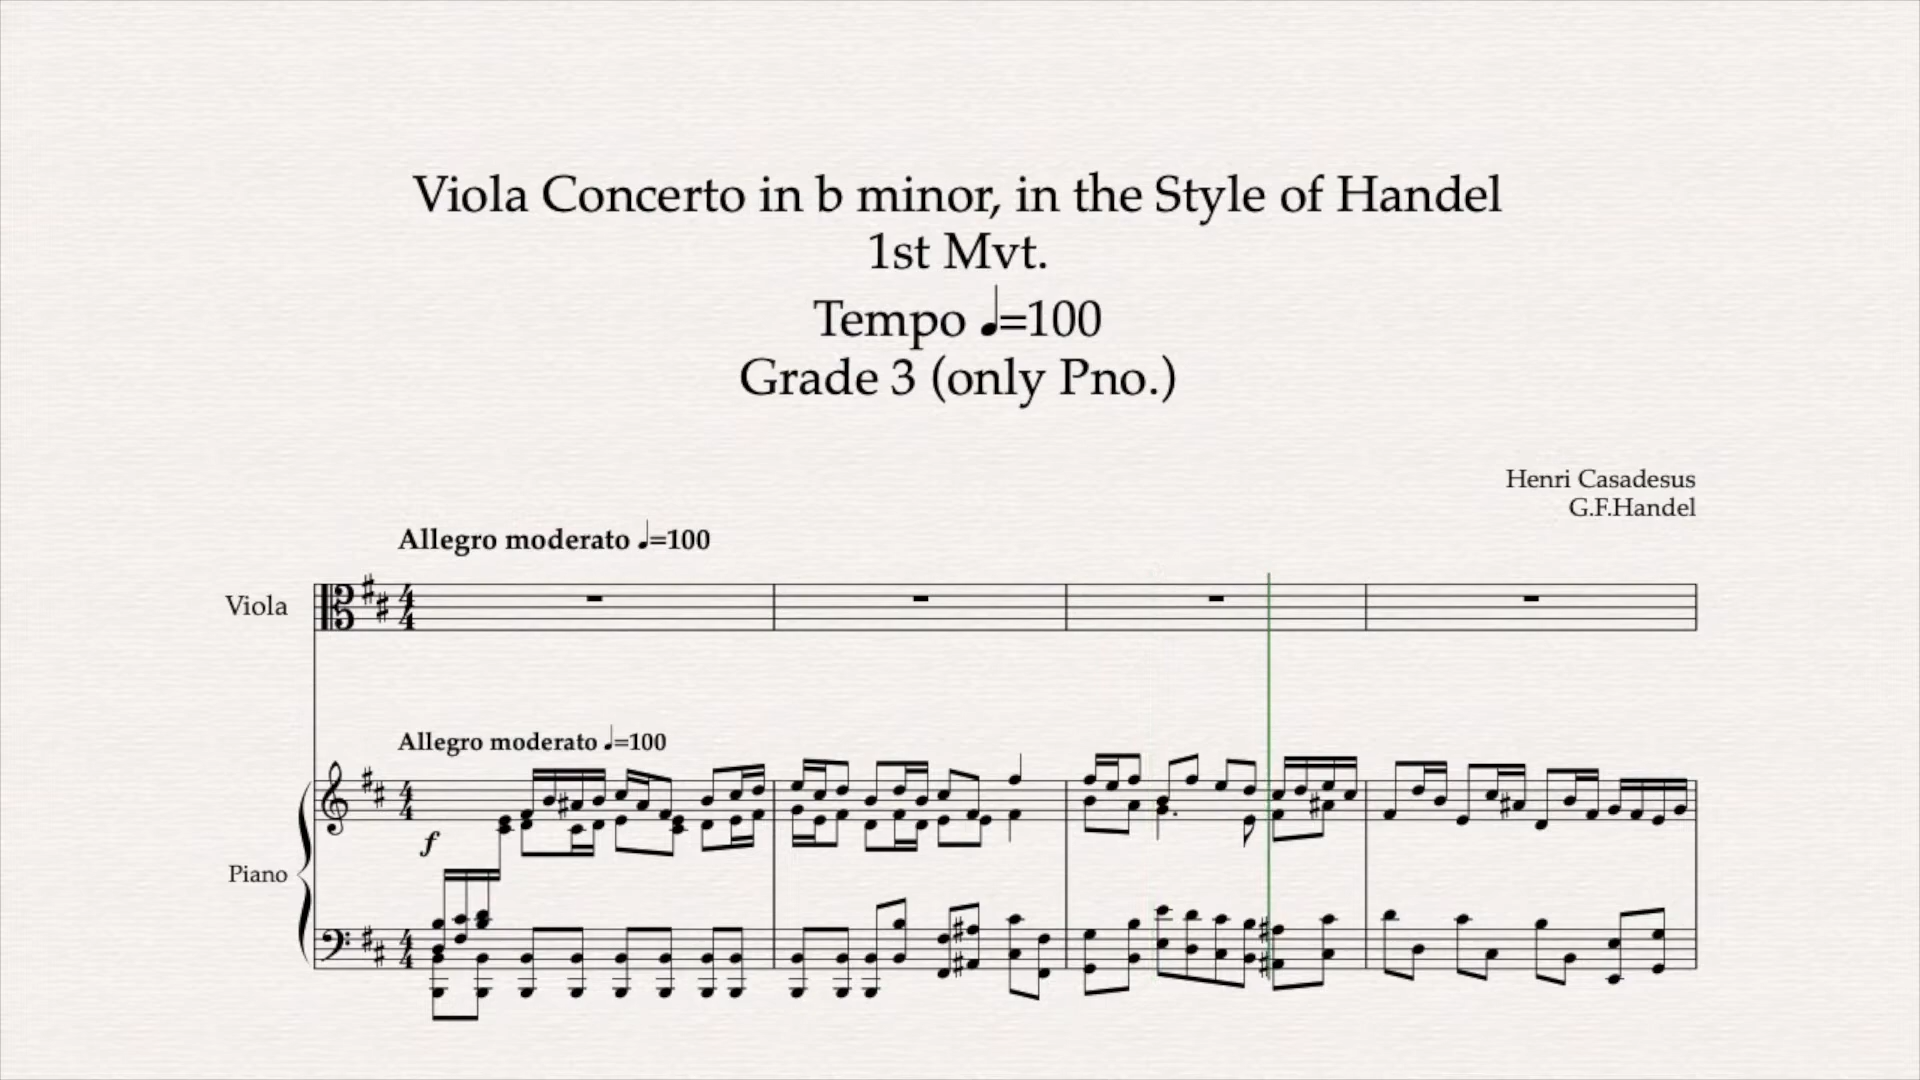 Viola Concerto in b minor, in the Style of Handel
1st Mvt.
Tempo ♩=100
Grade 3 (only Pno.)
Henri Casadesus
G.F.Handel
Allegro moderato ♩=100
Viola
Allegro moderato ♩=100
f
Piano